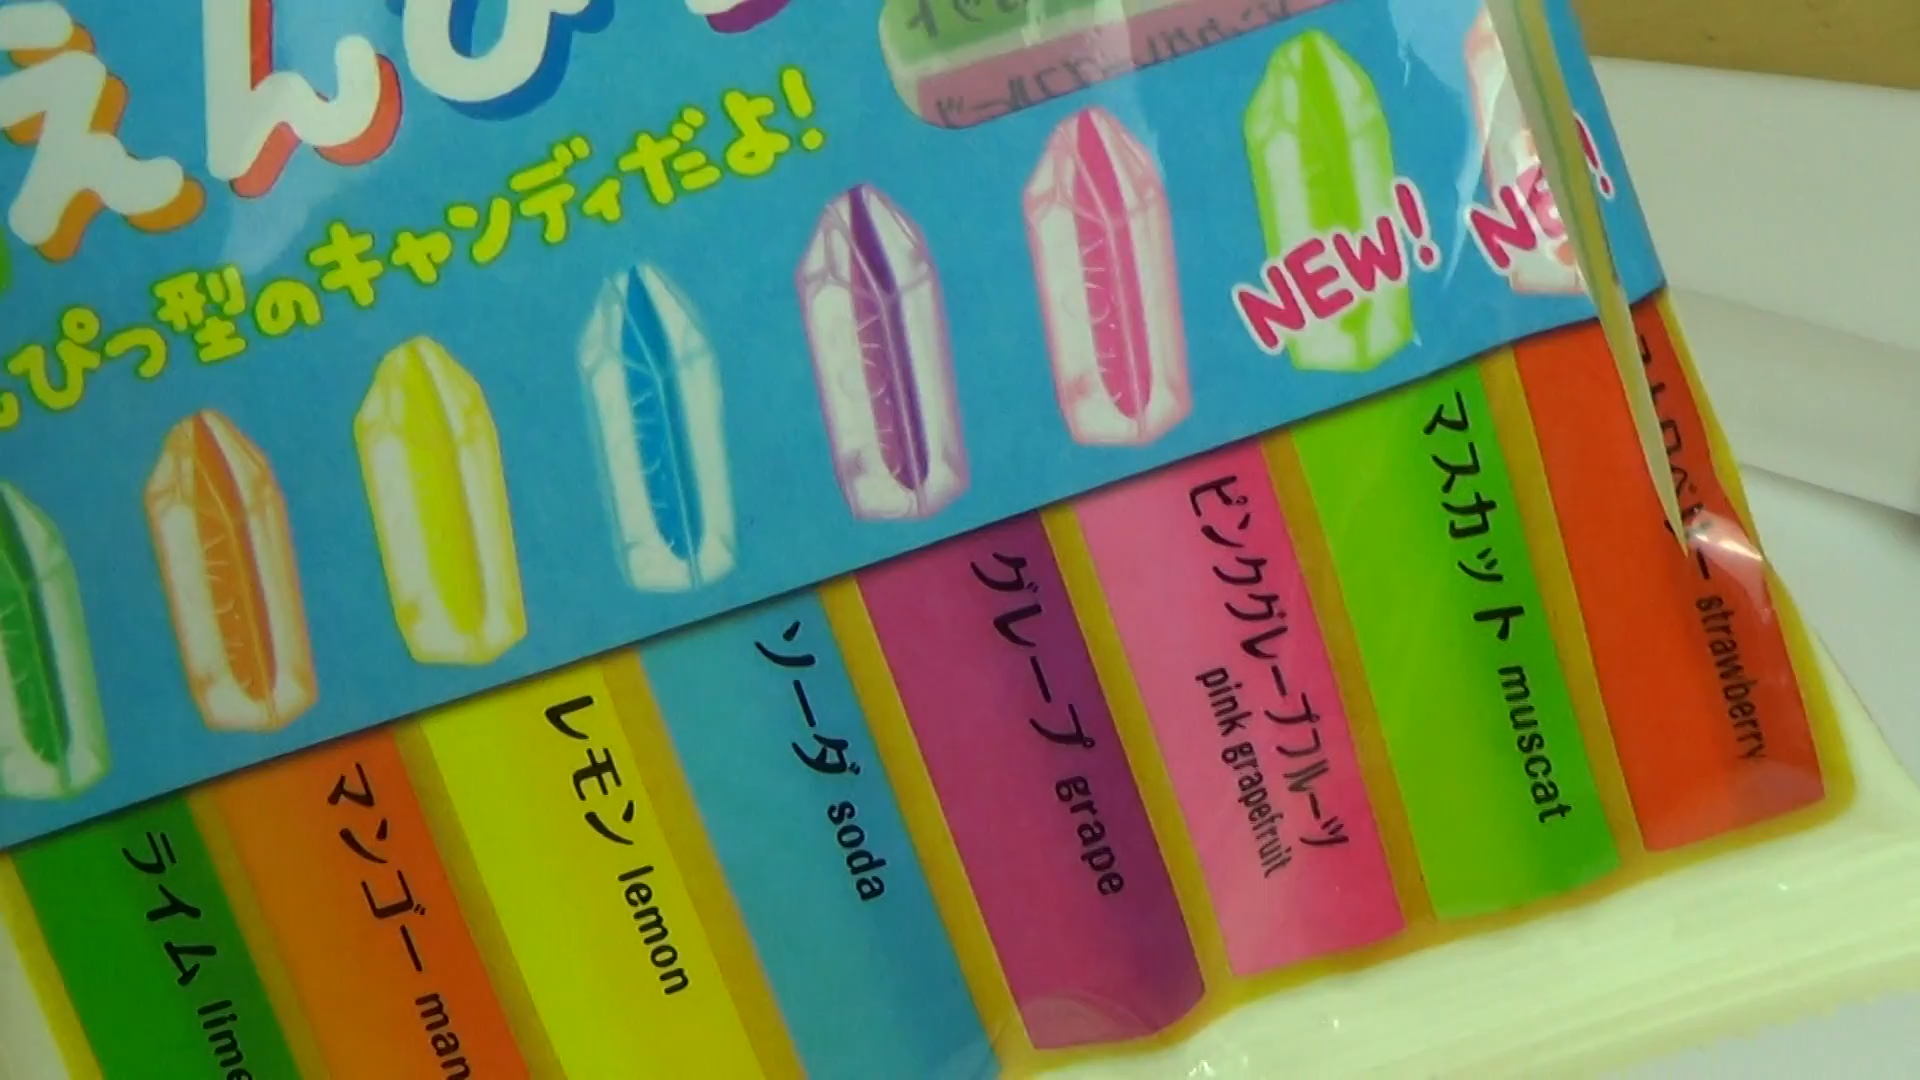 えんぴ
んぴつ型のキャンディだよ!
NEW!
ライム lime
マンゴー man
レモン lemon
ソーダ soda
グレープ grape
ピンクグレープフルーツ
pink grapefruit
マスカット muscat
strawberry